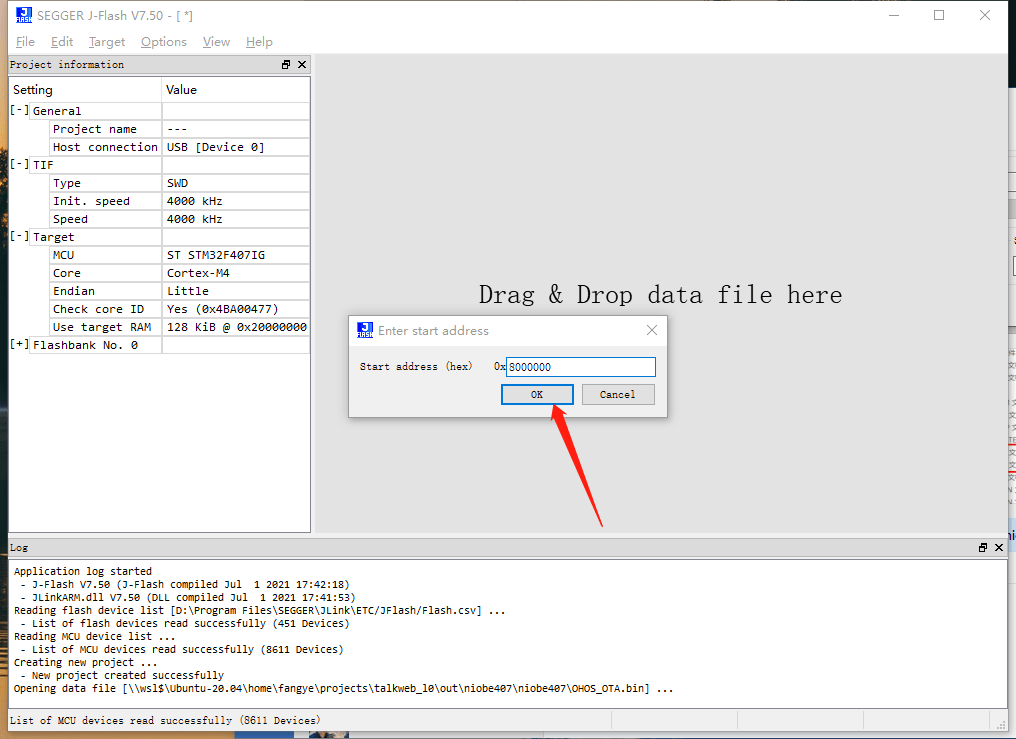 SEGGER J-Flash V7.50 - [ *]
File Edit Target Options View Help
Project information
Setting Value
[-] General
Project name ---
Host connection USB [Device 0]
[-] TIF
Type SWD
Init. speed 4000 kHz
Speed 4000 kHz
[-] Target
MCU ST STM32F407IG
Core Cortex-M4
Endian Little
Check core ID Yes (0x4BA00477)
Use target RAM 128 KiB @ 0x20000000
[+] Flashbank No. 0
Drag & Drop data file here
Enter start address
Start address (hex) 0x 8000000
OK Cancel
Log
Application log started
- J-Flash V7.50 (J-Flash compiled Jul 1 2021 17:42:18)
- JLinkARM.dll V7.50 (DLL compiled Jul 1 2021 17:41:53)
Reading flash device list [D:\Program Files\SEGGER\JLink\ETC/JFlash/Flash.csv] ...
- List of flash devices read successfully (451 Devices)
Reading MCU device list ...
- List of MCU devices read successfully (8611 Devices)
Creating new project ...
- New project created successfully
Opening data file [\\wsl$\Ubuntu-20.04\home\fangye\projects\talkweb_l0\out\niobe407\niobe407\OHOS_OTA.bin] ...
List of MCU devices read successfully (8611 Devices)